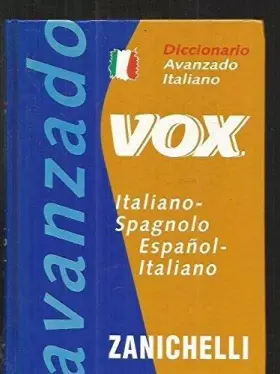 avanzado
Diccionario
Avanzado
Italiano
VOX
Italiano-
Spagnolo
Español-
Italiano
ZANICHELLI